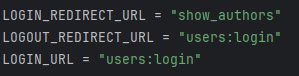 LOGIN_REDIRECT_URL = "show_authors"
LOGOUT_REDIRECT_URL = "users:login"
LOGIN_URL = "users:login"